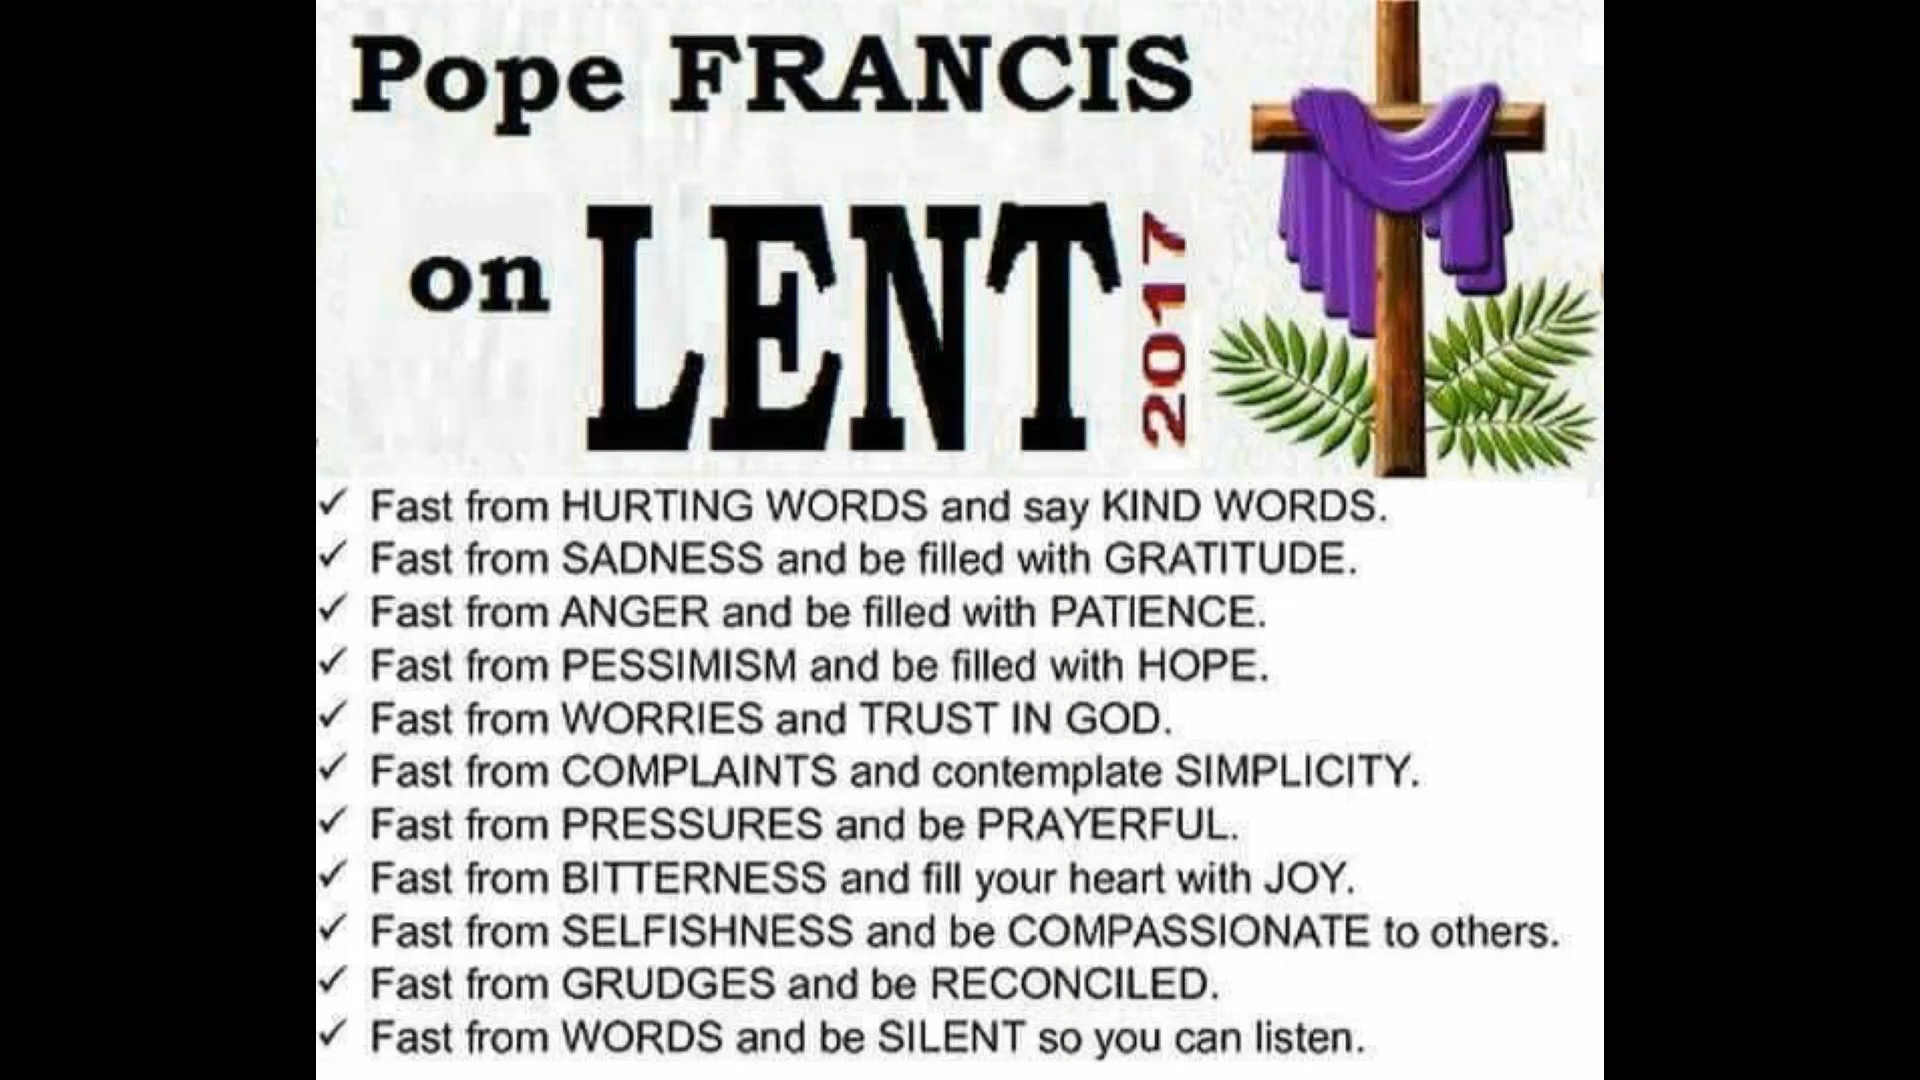 Pope FRANCIS
on LENT 2017
✓ Fast from HURTING WORDS and say KIND WORDS.
✓ Fast from SADNESS and be filled with GRATITUDE.
✓ Fast from ANGER and be filled with PATIENCE.
✓ Fast from PESSIMISM and be filled with HOPE.
✓ Fast from WORRIES and TRUST IN GOD.
✓ Fast from COMPLAINTS and contemplate SIMPLICITY.
✓ Fast from PRESSURES and be PRAYERFUL.
✓ Fast from BITTERNESS and fill your heart with JOY.
✓ Fast from SELFISHNESS and be COMPASSIONATE to others.
✓ Fast from GRUDGES and be RECONCILED.
✓ Fast from WORDS and be SILENT so you can listen.